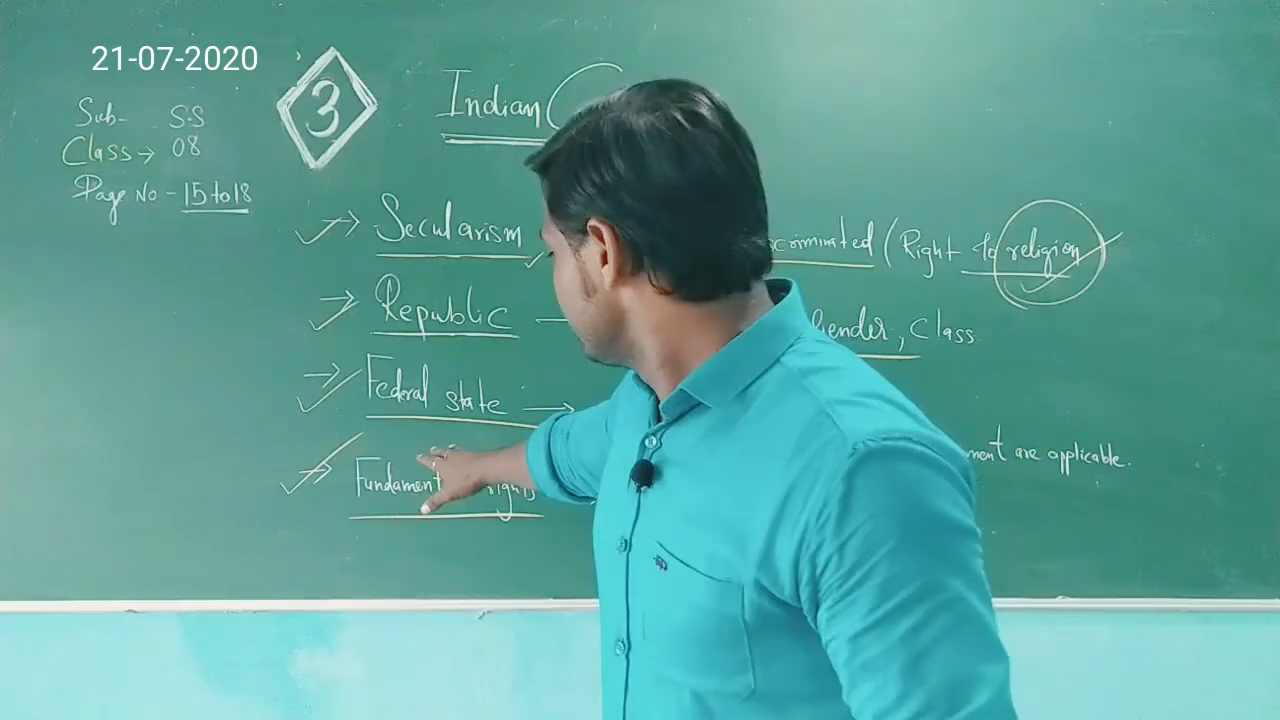 21-07-2020
Sub- S.S
Class → 08
Page No - 15 to 18
3
Indian
→ Secularism
criminated (Right to religion
→ Republic —
Gender, Class
→ Federal state →
ment are applicable.
→ Fundament rights